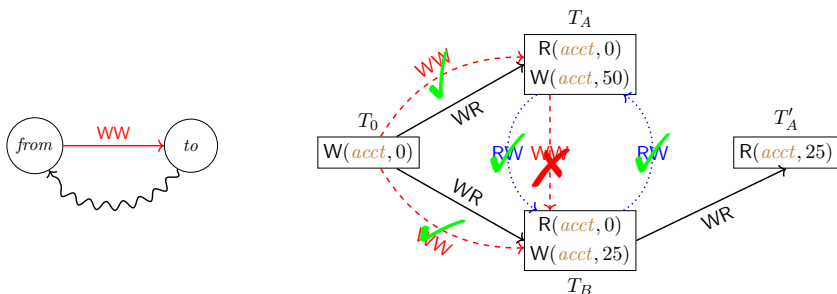 WW
from
to
T_A
R(acct,0)
W(acct,50)
WW
WR
T_0
W(acct,0)
RW
WW
RW
T'_A
R(acct,25)
WR
WW
R(acct,0)
W(acct,25)
WR
T_B